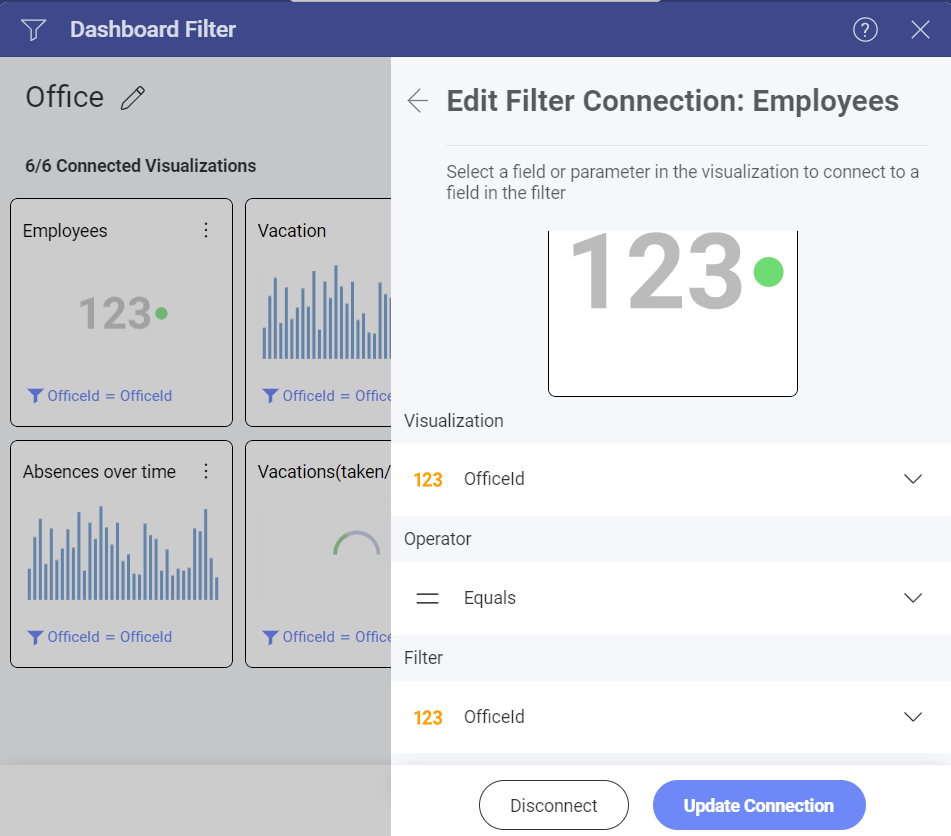 Dashboard Filter
?
Office
6/6 Connected Visualizations
Employees
123
OfficeId = OfficeId
Vacation
OfficeId = Office
Absences over time
OfficeId = OfficeId
Vacations(taken/
OfficeId = Office
Edit Filter Connection: Employees
Select a field or parameter in the visualization to connect to a
field in the filter
123
Visualization
123 OfficeId
Operator
Equals
Filter
123 OfficeId
Disconnect
Update Connection